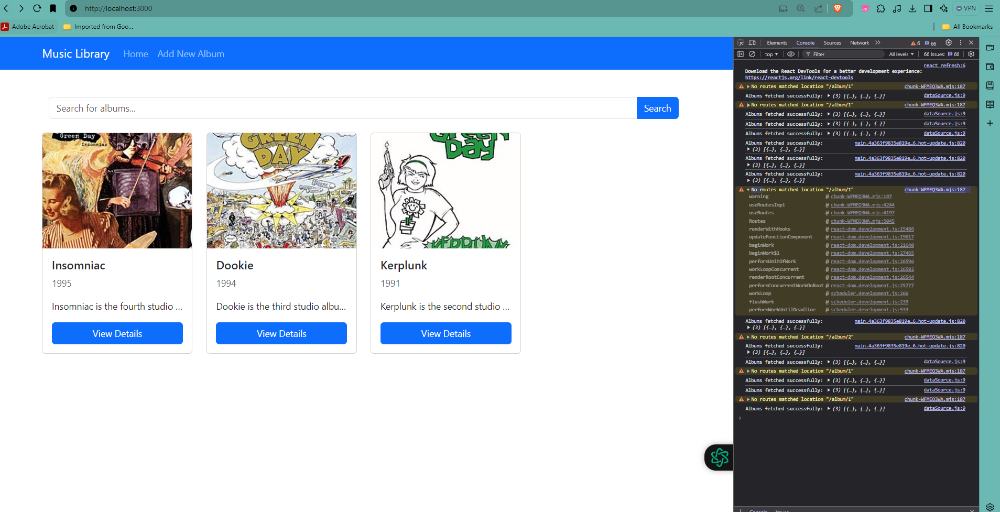 http://localhost:3000
VPN
Adobe Acrobat
Imported from Goo...
All Bookmarks
Music Library
Home
Add New Album
Search for albums...
Search
Green Day
Insomniac
GREEN DAY
Green Day
KERPLUNK
Insomniac
1995
Insomniac is the fourth studio ...
View Details
Dookie
1994
Dookie is the third studio albu...
View Details
Kerplunk
1991
Kerplunk is the second studio ...
View Details
Elements Console Sources Network 6 66
top Filter All levels 66 Issues: 66
react refresh:6
Download the React DevTools for a better development experience:
https://reactjs.org/link/react-devtools
No routes matched location "/album/1" chunk-WFMEQ3WA.mjs:187
Albums fetched successfully: (3) [{…}, {…}, {…}] dataSource.js:9
No routes matched location "/album/1" chunk-WFMEQ3WA.mjs:187
Albums fetched successfully: (3) [{…}, {…}, {…}] dataSource.js:9
Albums fetched successfully: (3) [{…}, {…}, {…}] dataSource.js:9
Albums fetched successfully: (3) [{…}, {…}, {…}] dataSource.js:9
Albums fetched successfully: main.4a363f9835e819e…6.hot-update.js:820
(3) [{…}, {…}, {…}]
Albums fetched successfully: main.4a363f9835e819e…6.hot-update.js:820
(3) [{…}, {…}, {…}]
Albums fetched successfully: main.4a363f9835e819e…6.hot-update.js:820
(3) [{…}, {…}, {…}]
No routes matched location "/album/1" chunk-WFMEQ3WA.mjs:187
warning @ chunk-WFMEQ3WA.mjs:187
useRoutesImpl @ chunk-WFMEQ3WA.mjs:4244
useRoutes @ chunk-WFMEQ3WA.mjs:4197
Routes @ chunk-WFMEQ3WA.mjs:5045
renderWithHooks @ react-dom.development.js:15486
updateFunctionComponent @ react-dom.development.js:19617
beginWork @ react-dom.development.js:21640
beginWork$1 @ react-dom.development.js:27465
performUnitOfWork @ react-dom.development.js:26596
workLoopConcurrent @ react-dom.development.js:26582
renderRootConcurrent @ react-dom.development.js:26544
performConcurrentWorkOnRoot @ react-dom.development.js:25777
workLoop @ scheduler.development.js:266
flushWork @ scheduler.development.js:239
performWorkUntilDeadline @ scheduler.development.js:533
Albums fetched successfully: main.4a363f9835e819e…6.hot-update.js:820
(3) [{…}, {…}, {…}]
No routes matched location "/album/2" chunk-WFMEQ3WA.mjs:187
Albums fetched successfully: main.4a363f9835e819e…6.hot-update.js:820
(3) [{…}, {…}, {…}]
Albums fetched successfully: (3) [{…}, {…}, {…}] dataSource.js:9
No routes matched location "/album/1" chunk-WFMEQ3WA.mjs:187
Albums fetched successfully: (3) [{…}, {…}, {…}] dataSource.js:9
Albums fetched successfully: (3) [{…}, {…}, {…}] dataSource.js:9
No routes matched location "/album/1" chunk-WFMEQ3WA.mjs:187
Albums fetched successfully: (3) [{…}, {…}, {…}] dataSource.js:9